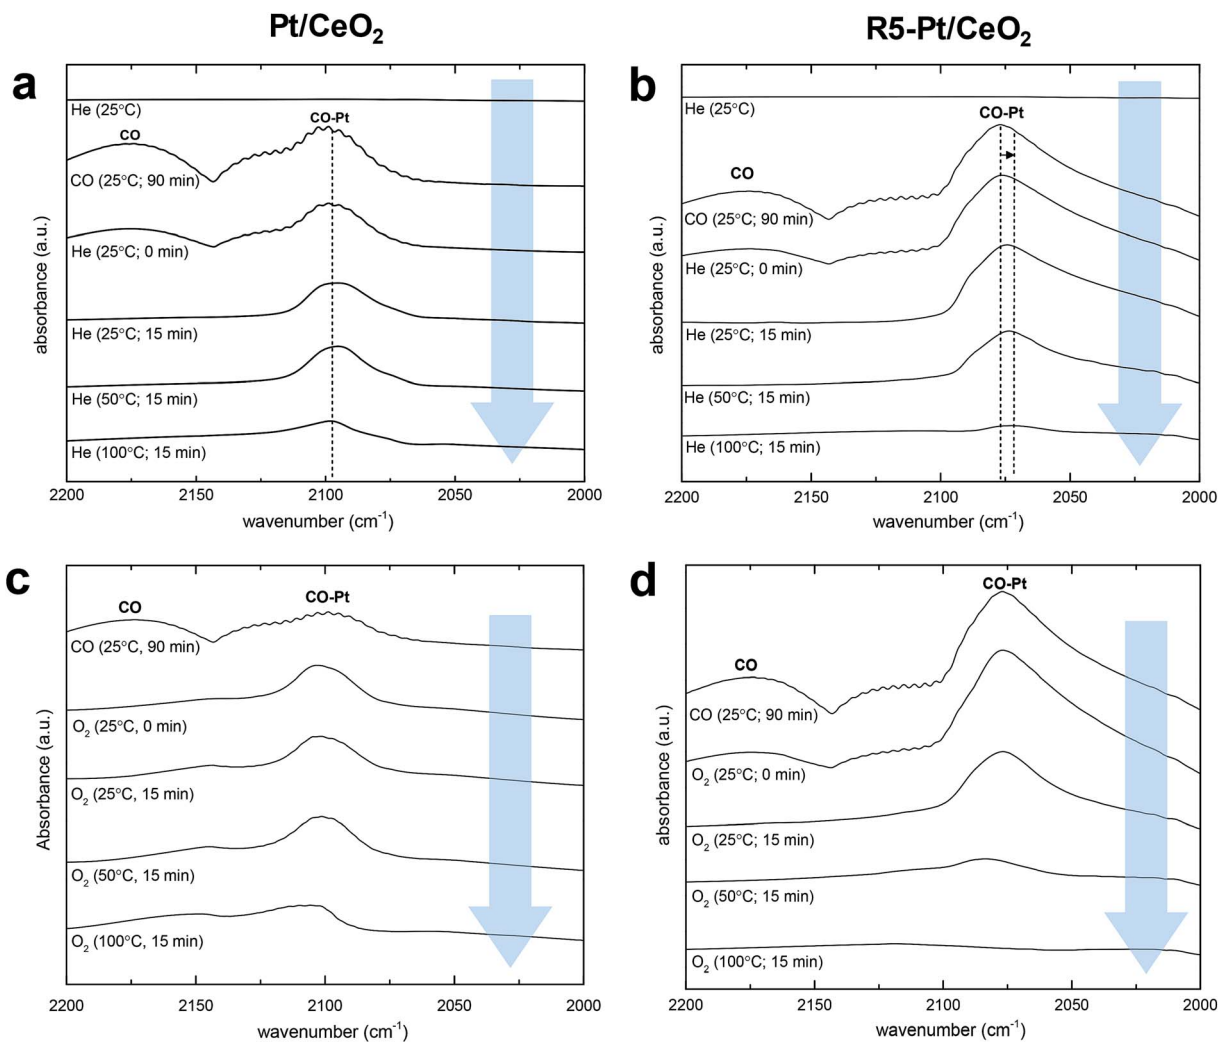 Pt/CeO₂
R5-Pt/CeO₂
a
He (25°C)
CO
CO-Pt
CO (25°C; 90 min)
He (25°C; 0 min)
He (25°C; 15 min)
He (50°C; 15 min)
He (100°C; 15 min)
absorbance (a.u.)
2200 2150 2100 2050 2000
wavenumber (cm⁻¹)
b
He (25°C)
CO-Pt
CO
CO (25°C; 90 min)
He (25°C; 0 min)
He (25°C; 15 min)
He (50°C; 15 min)
He (100°C; 15 min)
absorbance (a.u.)
2200 2150 2100 2050 2000
wavenumber (cm⁻¹)
c
CO
CO-Pt
CO (25°C, 90 min)
O₂ (25°C, 0 min)
O₂ (25°C, 15 min)
O₂ (50°C, 15 min)
O₂ (100°C, 15 min)
Absorbance (a.u.)
2200 2150 2100 2050 2000
wavenumber (cm⁻¹)
d
CO-Pt
CO
CO (25°C; 90 min)
O₂ (25°C; 0 min)
O₂ (25°C; 15 min)
O₂ (50°C; 15 min)
O₂ (100°C; 15 min)
absorbance (a.u.)
2200 2150 2100 2050 2000
wavenumber (cm⁻¹)